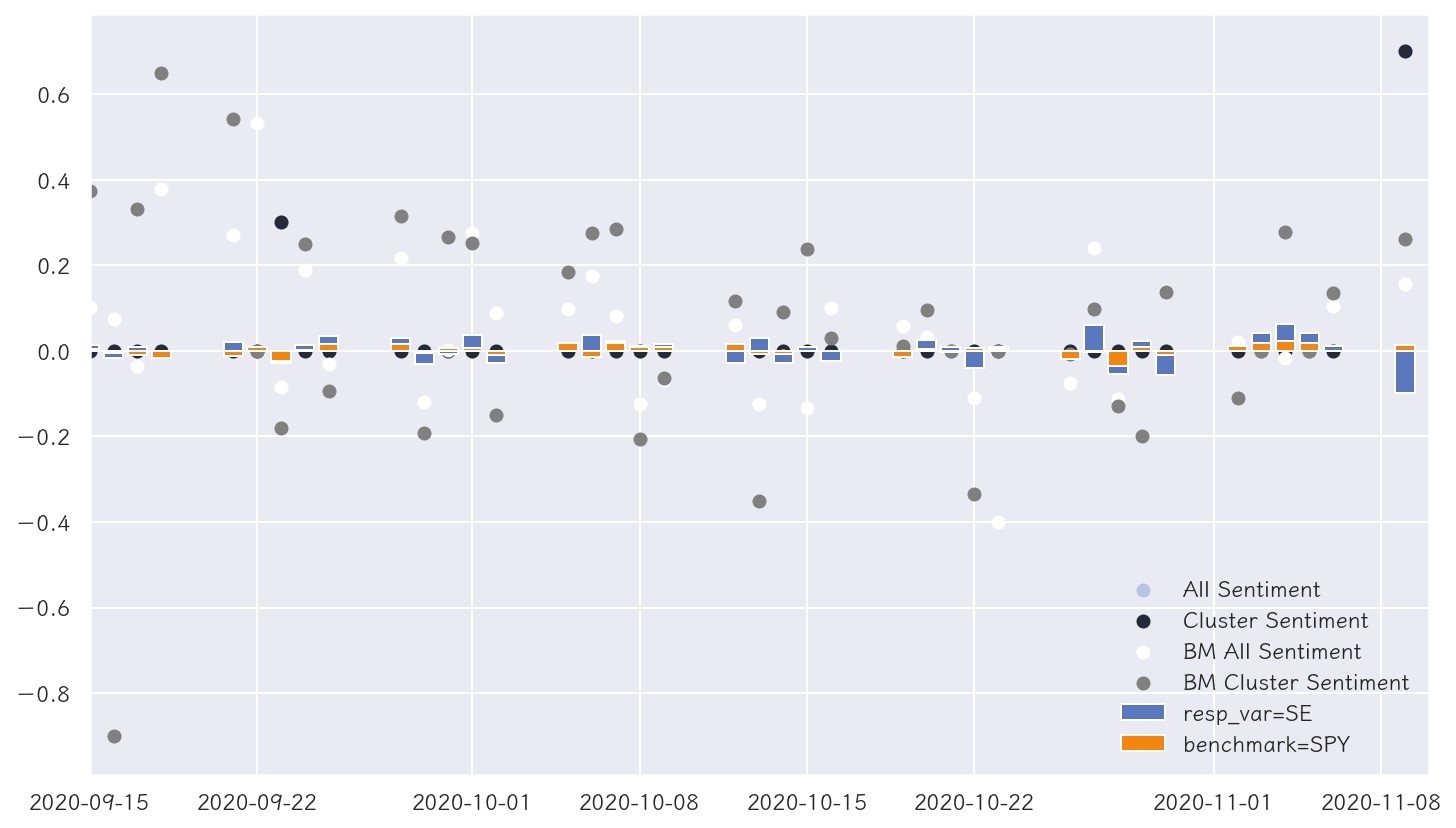 0.6
0.4
0.2
0.0
−0.2
−0.4
−0.6
−0.8
All Sentiment
Cluster Sentiment
BM All Sentiment
BM Cluster Sentiment
resp_var=SE
benchmark=SPY
2020-09-15 2020-09-22 2020-10-01 2020-10-08 2020-10-15 2020-10-22 2020-11-01 2020-11-08